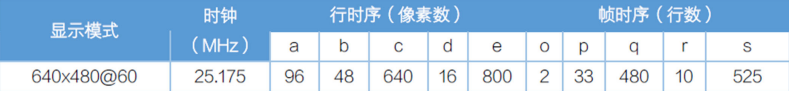 显示模式 时钟（MHz） 行时序（像素数） 帧时序（行数）
a b c d e o p q r s
640x480@60 25.175 96 48 640 16 800 2 33 480 10 525